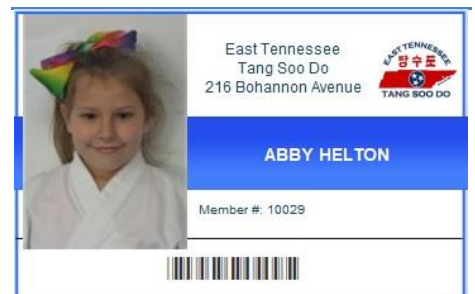 East Tennessee
Tang Soo Do
216 Bohannon Avenue
EAST TENNESSEE
당수도
TANG SOO DO
ABBY HELTON
Member #: 10029